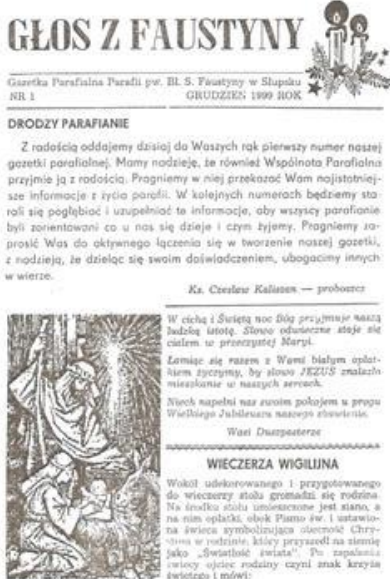 GŁOS Z FAUSTYNY
Gazetka Parafialna Parafii pw. Bł. S. Faustyny w Słupsku
NR 1 GRUDZIEŃ 1999 ROK
DRODZY PARAFIANIE
Z radością oddajemy dzisiaj do Waszych rąk pierwszy numer naszej
gazetki parafialnej. Mamy nadzieję, że również Wspólnota Parafialna
przyjmie ją z radością. Pragniemy w niej przekazać Wam najistotniej-
sze informacje z życia parafii. W kolejnych numerach będziemy sta-
rali się pogłębiać i uzupełniać te informacje, aby wszyscy parafianie
byli zorientowani co u nas się dzieje i czym żyjemy. Pragniemy za-
prosić Was do aktywnego łączenia się w tworzenie naszej gazetki,
z nadzieją, że dzieląc się swoim doświadczeniem, ubogacimy innych
w wierze.
Ks. Czesław — proboszcz
W cichą i Świętą noc Bóg przyjmuje naszą
ludzką istotę. Słowo odwieczne staje się
ciałem w przeczystej Maryi.
Łamiąc się razem z Wami białym opłat-
kiem życzymy, by słowo JEZUS znalazło
mieszkanie w naszych sercach.
Niech napełni nas swoim pokojem u progu
Wielkiego Jubileuszu naszego zbawienia.
Wasi Duszpasterze
WIECZERZA WIGILIJNA
Wokół udekorowanego i przygotowanego
do wieczerzy stołu gromadzi się rodzina.
Na środku stołu umieszczone jest siano, a
na nim opłatki, obok Pismo św. i ustawio-
na świeca symbolizująca obecność Chry-
stusa w rodzinie, który przyszedł na ziemię
jako „Światłość świata". Po zapaleniu
świecy ojciec rodziny czyni znak krzyża
świętego i mówi: